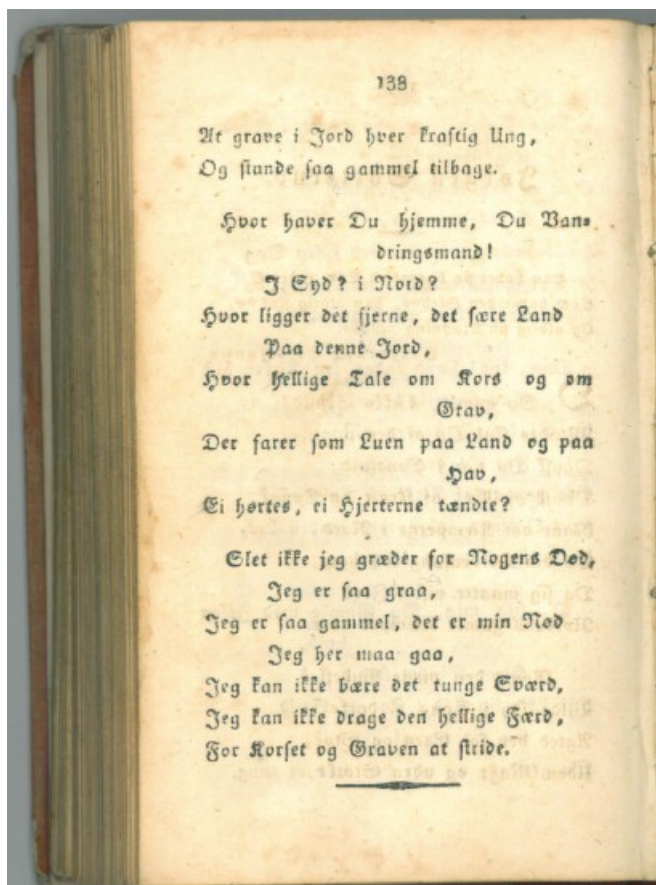 138
At grave i Jord hver kraftig Ung,
Og stunde saa gammel tilbage.
Hvor haver Du hjemme, Du Van-
dringsmand!
I Syd? i Nord?
Hvor ligger det fjerne, det sære Land
Paa denne Jord,
Hvor hellige Tale om Kors og om
Grav,
Der farer som Luen paa Land og paa
Hav,
Ei hørtes, ei Hjerterne tændte?
Slet ikke jeg græder for Nogens Død,
Jeg er saa graa,
Jeg er saa gammel, det er min Nød
Jeg her maa gaa,
Jeg kan ikke bære det tunge Sværd,
Jeg kan ikke drage den hellige Færd,
For Korset og Graven at stride.